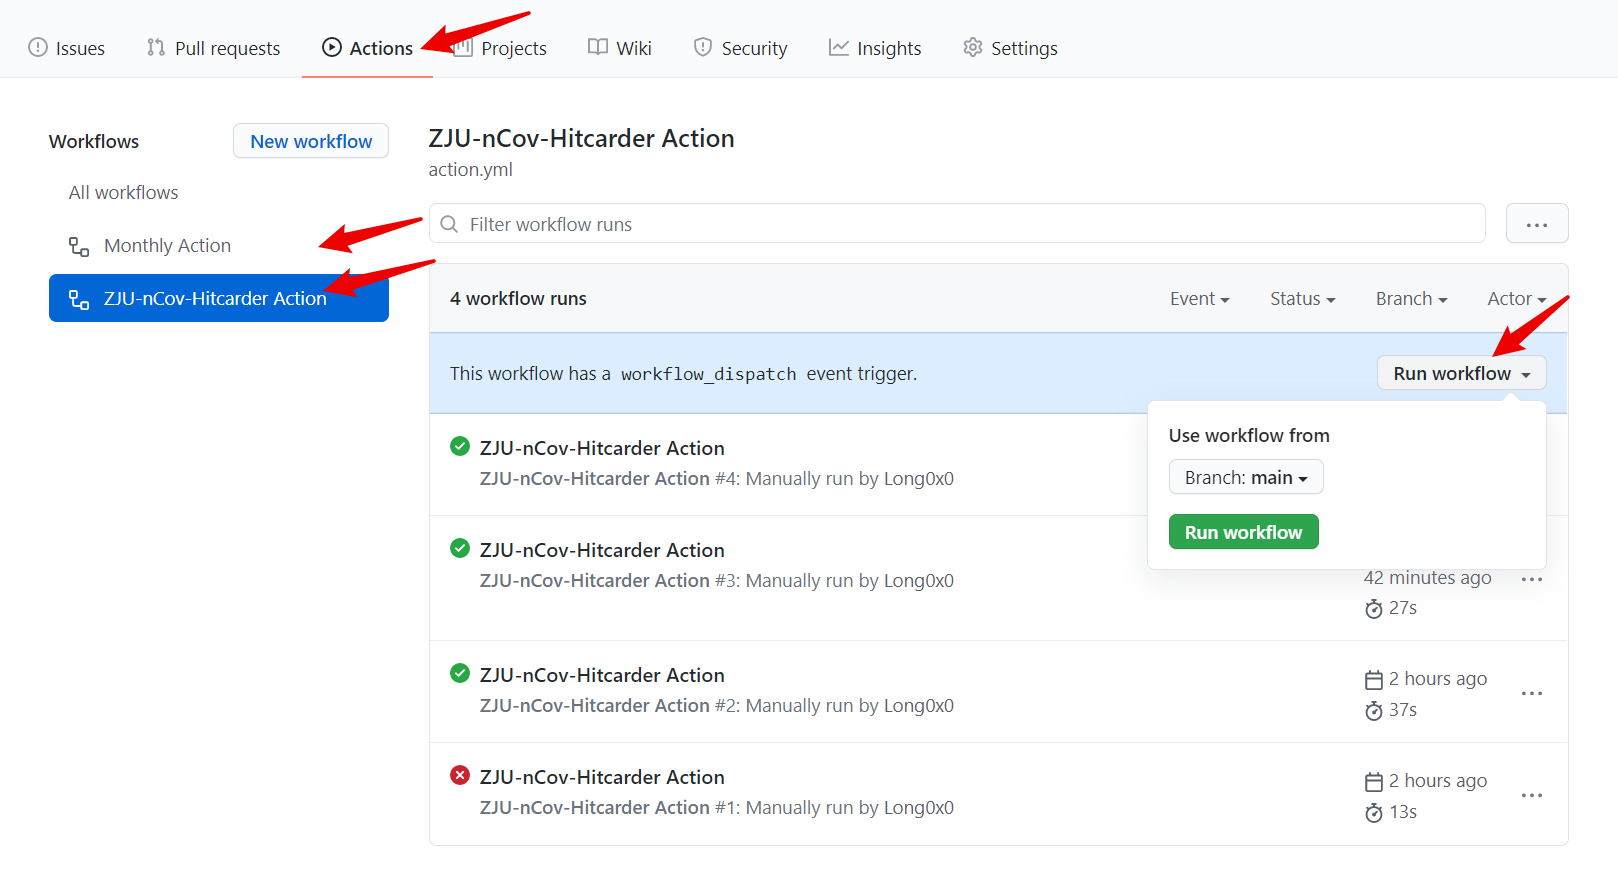 Issues Pull requests Actions Projects Wiki Security Insights Settings
Workflows New workflow
All workflows
Monthly Action
ZJU-nCov-Hitcarder Action
ZJU-nCov-Hitcarder Action
action.yml
Filter workflow runs ...
4 workflow runs Event Status Branch Actor
This workflow has a workflow_dispatch event trigger. Run workflow
Use workflow from
Branch: main
Run workflow
ZJU-nCov-Hitcarder Action
ZJU-nCov-Hitcarder Action #4: Manually run by Long0x0
ZJU-nCov-Hitcarder Action
ZJU-nCov-Hitcarder Action #3: Manually run by Long0x0
42 minutes ago ...
27s
ZJU-nCov-Hitcarder Action
ZJU-nCov-Hitcarder Action #2: Manually run by Long0x0
2 hours ago ...
37s
ZJU-nCov-Hitcarder Action
ZJU-nCov-Hitcarder Action #1: Manually run by Long0x0
2 hours ago ...
13s